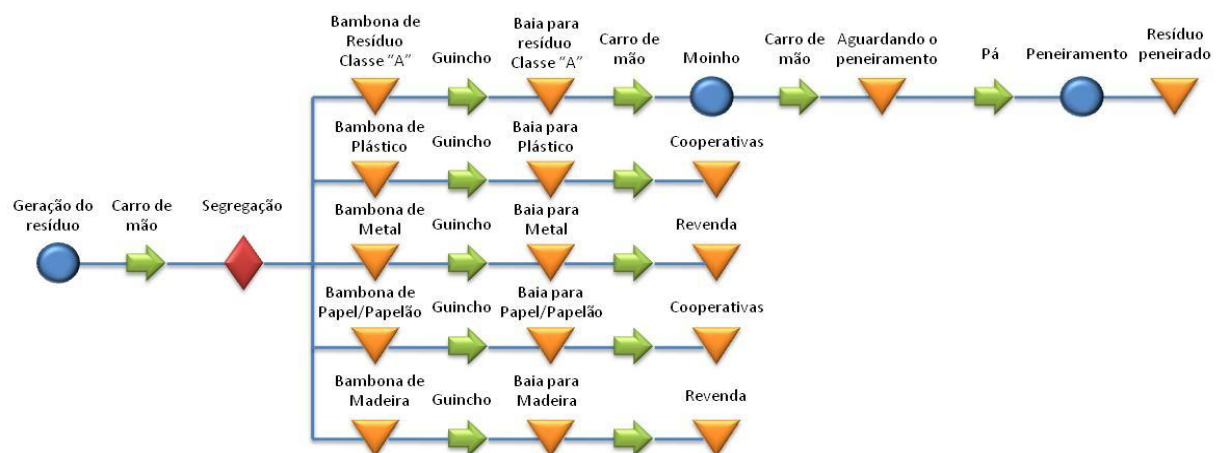 Bambona de
Resíduo
Classe "A"
Guincho
Baia para
resíduo
Classe "A"
Carro de
mão
Moinho
Carro de
mão
Aguardando o
peneiramento
Pá
Peneiramento
Resíduo
peneirado
Bambona de
Plástico
Guincho
Baia para
Plástico
Cooperativas
Geração do
resíduo
Carro de
mão
Segregação
Bambona de
Metal
Guincho
Baia para
Metal
Revenda
Bambona de
Papel/Papelão
Guincho
Baia para
Papel/Papelão
Cooperativas
Bambona de
Madeira
Guincho
Baia para
Madeira
Revenda